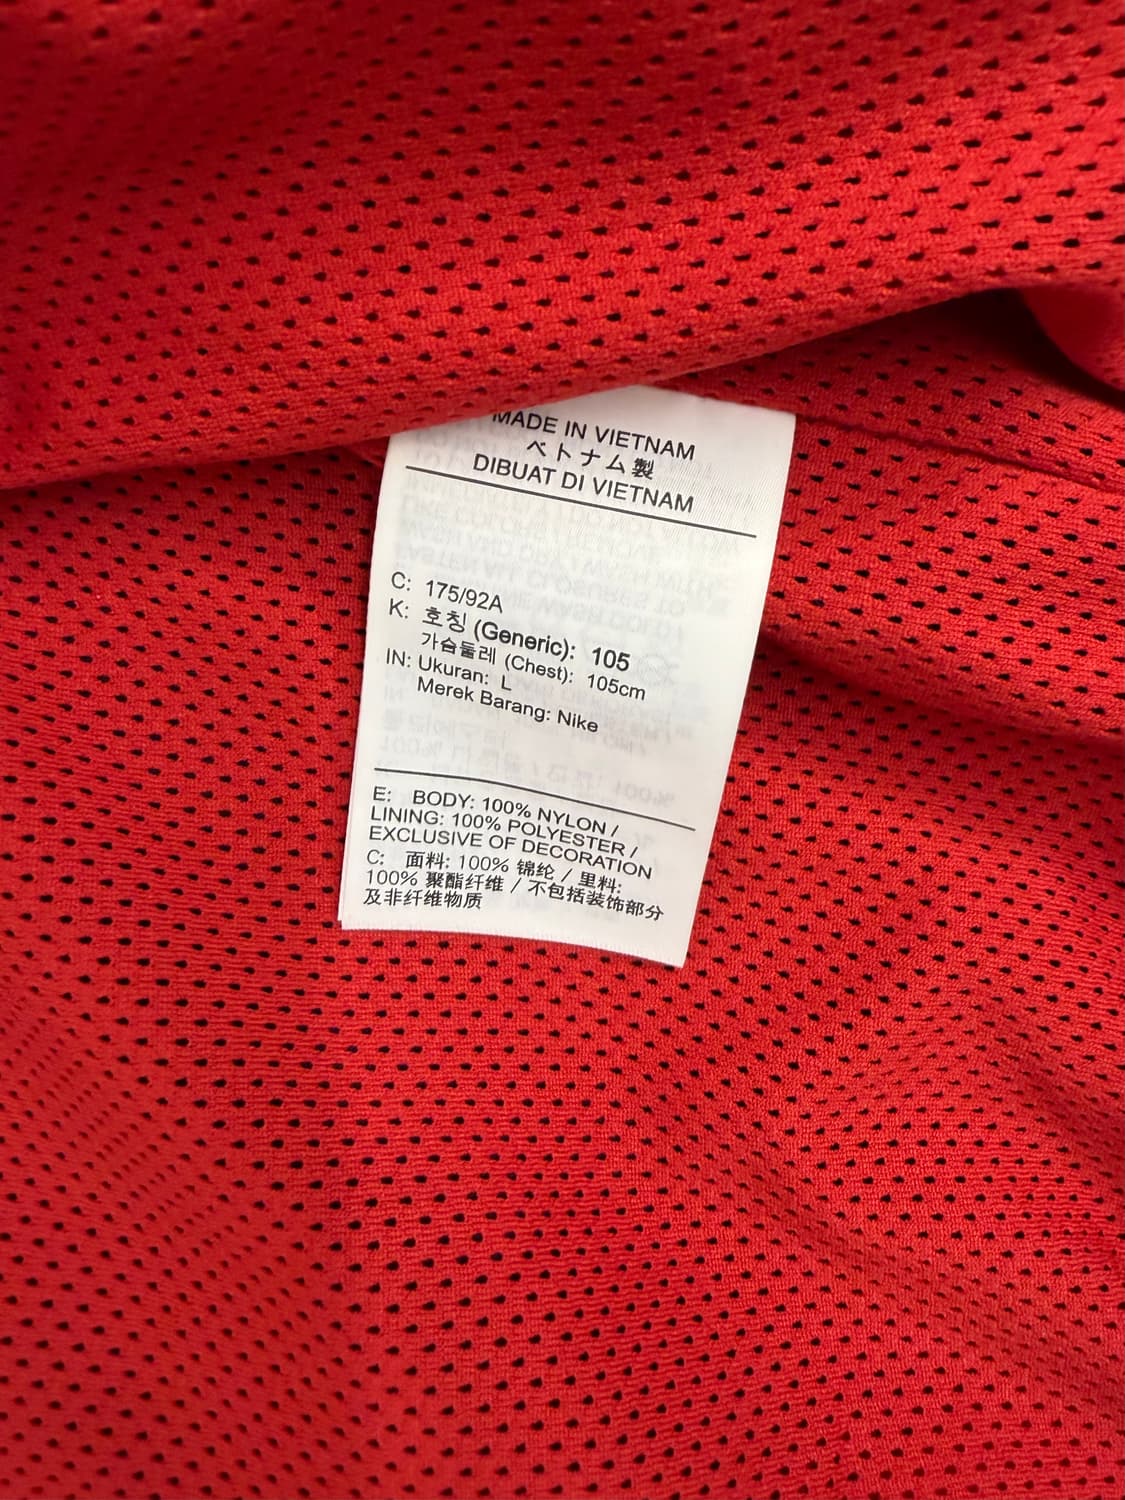 MADE IN VIETNAM
ベトナム製
DIBUAT DI VIETNAM
C: 175/92A
K: 호칭 (Generic): 105
가슴둘레 (Chest): 105cm
IN: Ukuran: L
Merek Barang: Nike
E: BODY: 100% NYLON /
LINING: 100% POLYESTER /
EXCLUSIVE OF DECORATION
C: 面料: 100% 锦纶 / 里料:
100% 聚酯纤维 / 不包括装饰部分
及非纤维物质